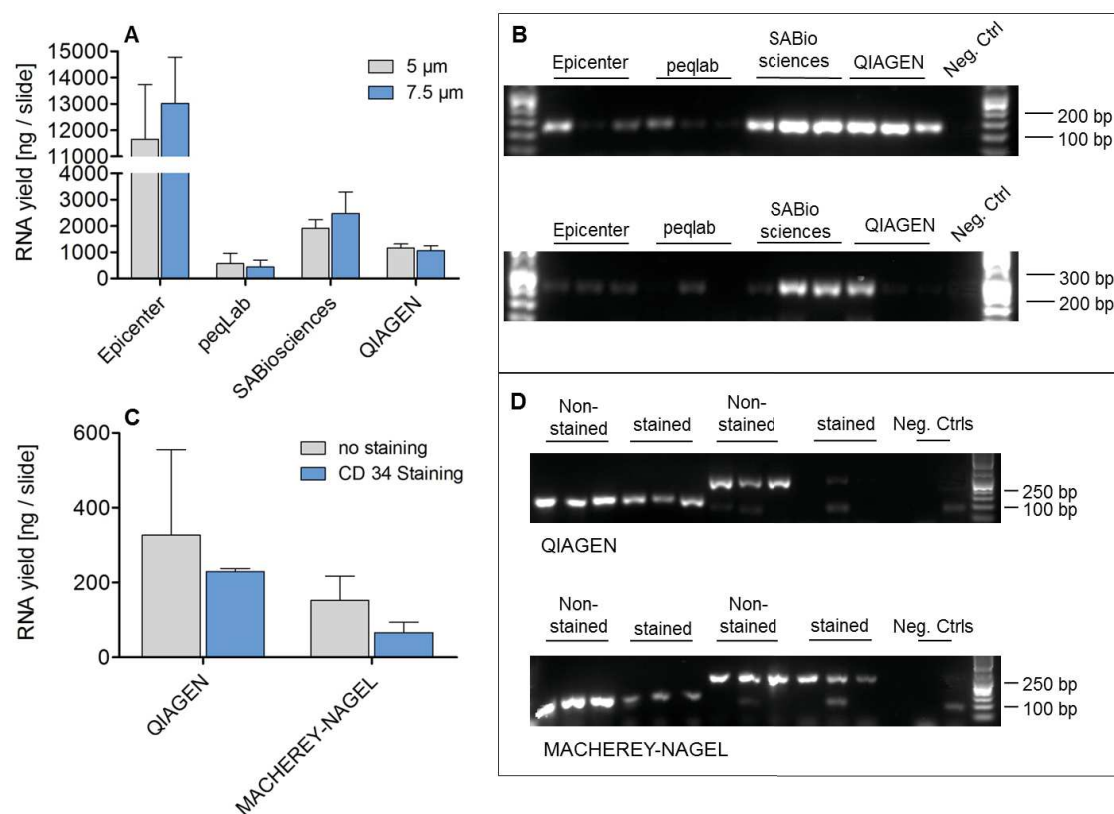 A
RNA yield [ng / slide]
15000
14000
13000
12000
11000
4000
3000
2000
1000
0
5 µm
7.5 µm
Epicenter
peqLab
SABiosciences
QIAGEN
B
Epicenter
peqlab
SABio
sciences
QIAGEN
Neg. Ctrl
200 bp
100 bp
Epicenter
peqlab
SABio
sciences
QIAGEN
Neg. Ctrl
300 bp
200 bp
C
RNA yield [ng / slide]
600
400
200
0
no staining
CD 34 Staining
QIAGEN
MACHEREY-NAGEL
D
Non-
stained
stained
Non-
stained
stained
Neg. Ctrls
250 bp
100 bp
QIAGEN
Non-
stained
stained
Non-
stained
stained
Neg. Ctrls
250 bp
100 bp
MACHEREY-NAGEL